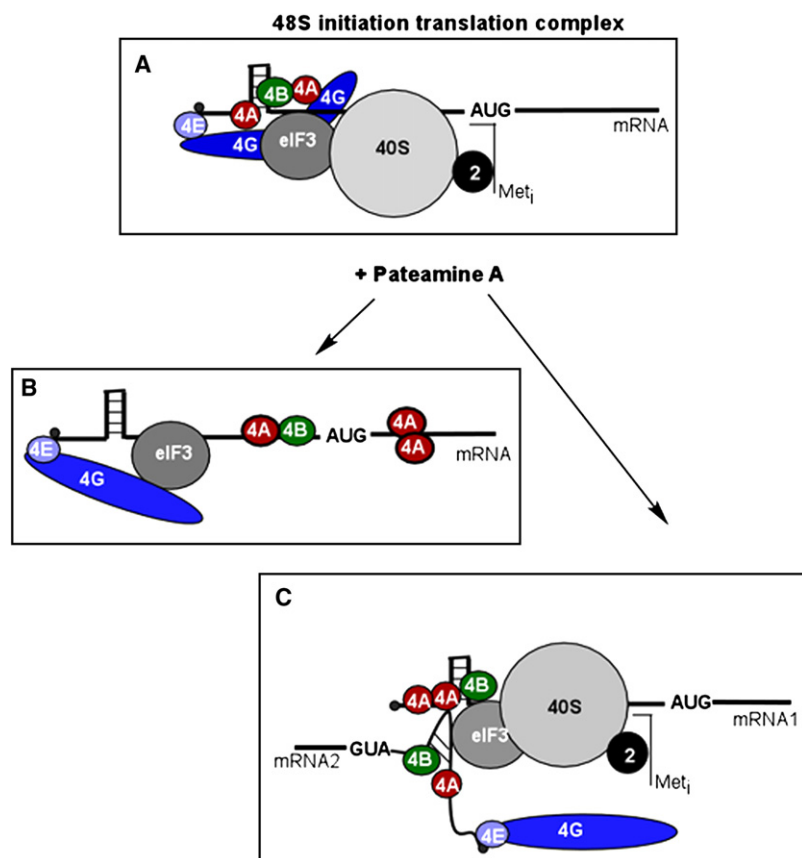 48S initiation translation complex
A
4B 4A 4G
4E 4A
4G eIF3 40S AUG mRNA
2
Met i
+ Pateamine A
B
4E eIF3 4A 4B AUG 4A 4A mRNA
4G
C
4A 4A 4B 40S AUG mRNA1
mRNA2 GUA 4B eIF3 2
4A Met i
4E 4G